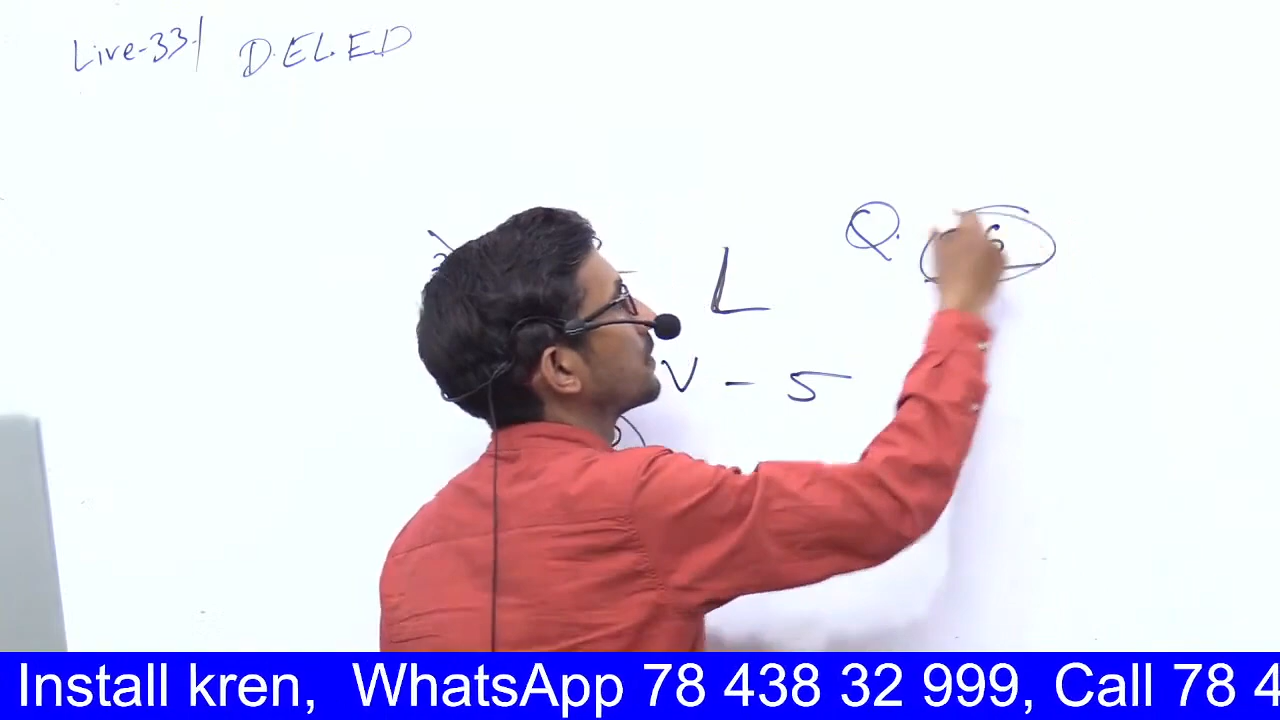 Live-33 | D.EL.ED
Q.
L
V - 5
Install kren, WhatsApp 78 438 32 999, Call 78 4